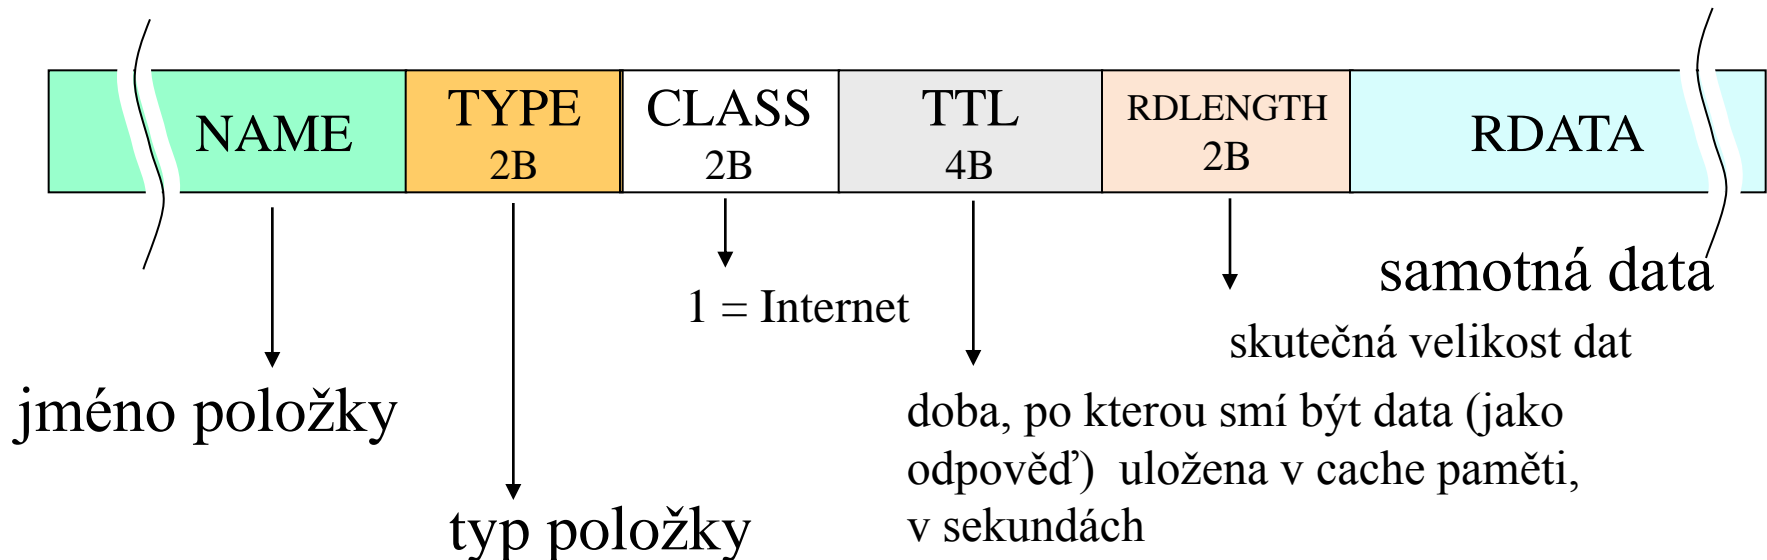 NAME
TYPE
2B
CLASS
2B
TTL
4B
RDLENGTH
2B
RDATA
samotná data
1 = Internet
skutečná velikost dat
jméno položky
doba, po kterou smí být data (jako
odpověď)  uložena v cache paměti,
v sekundách
typ položky